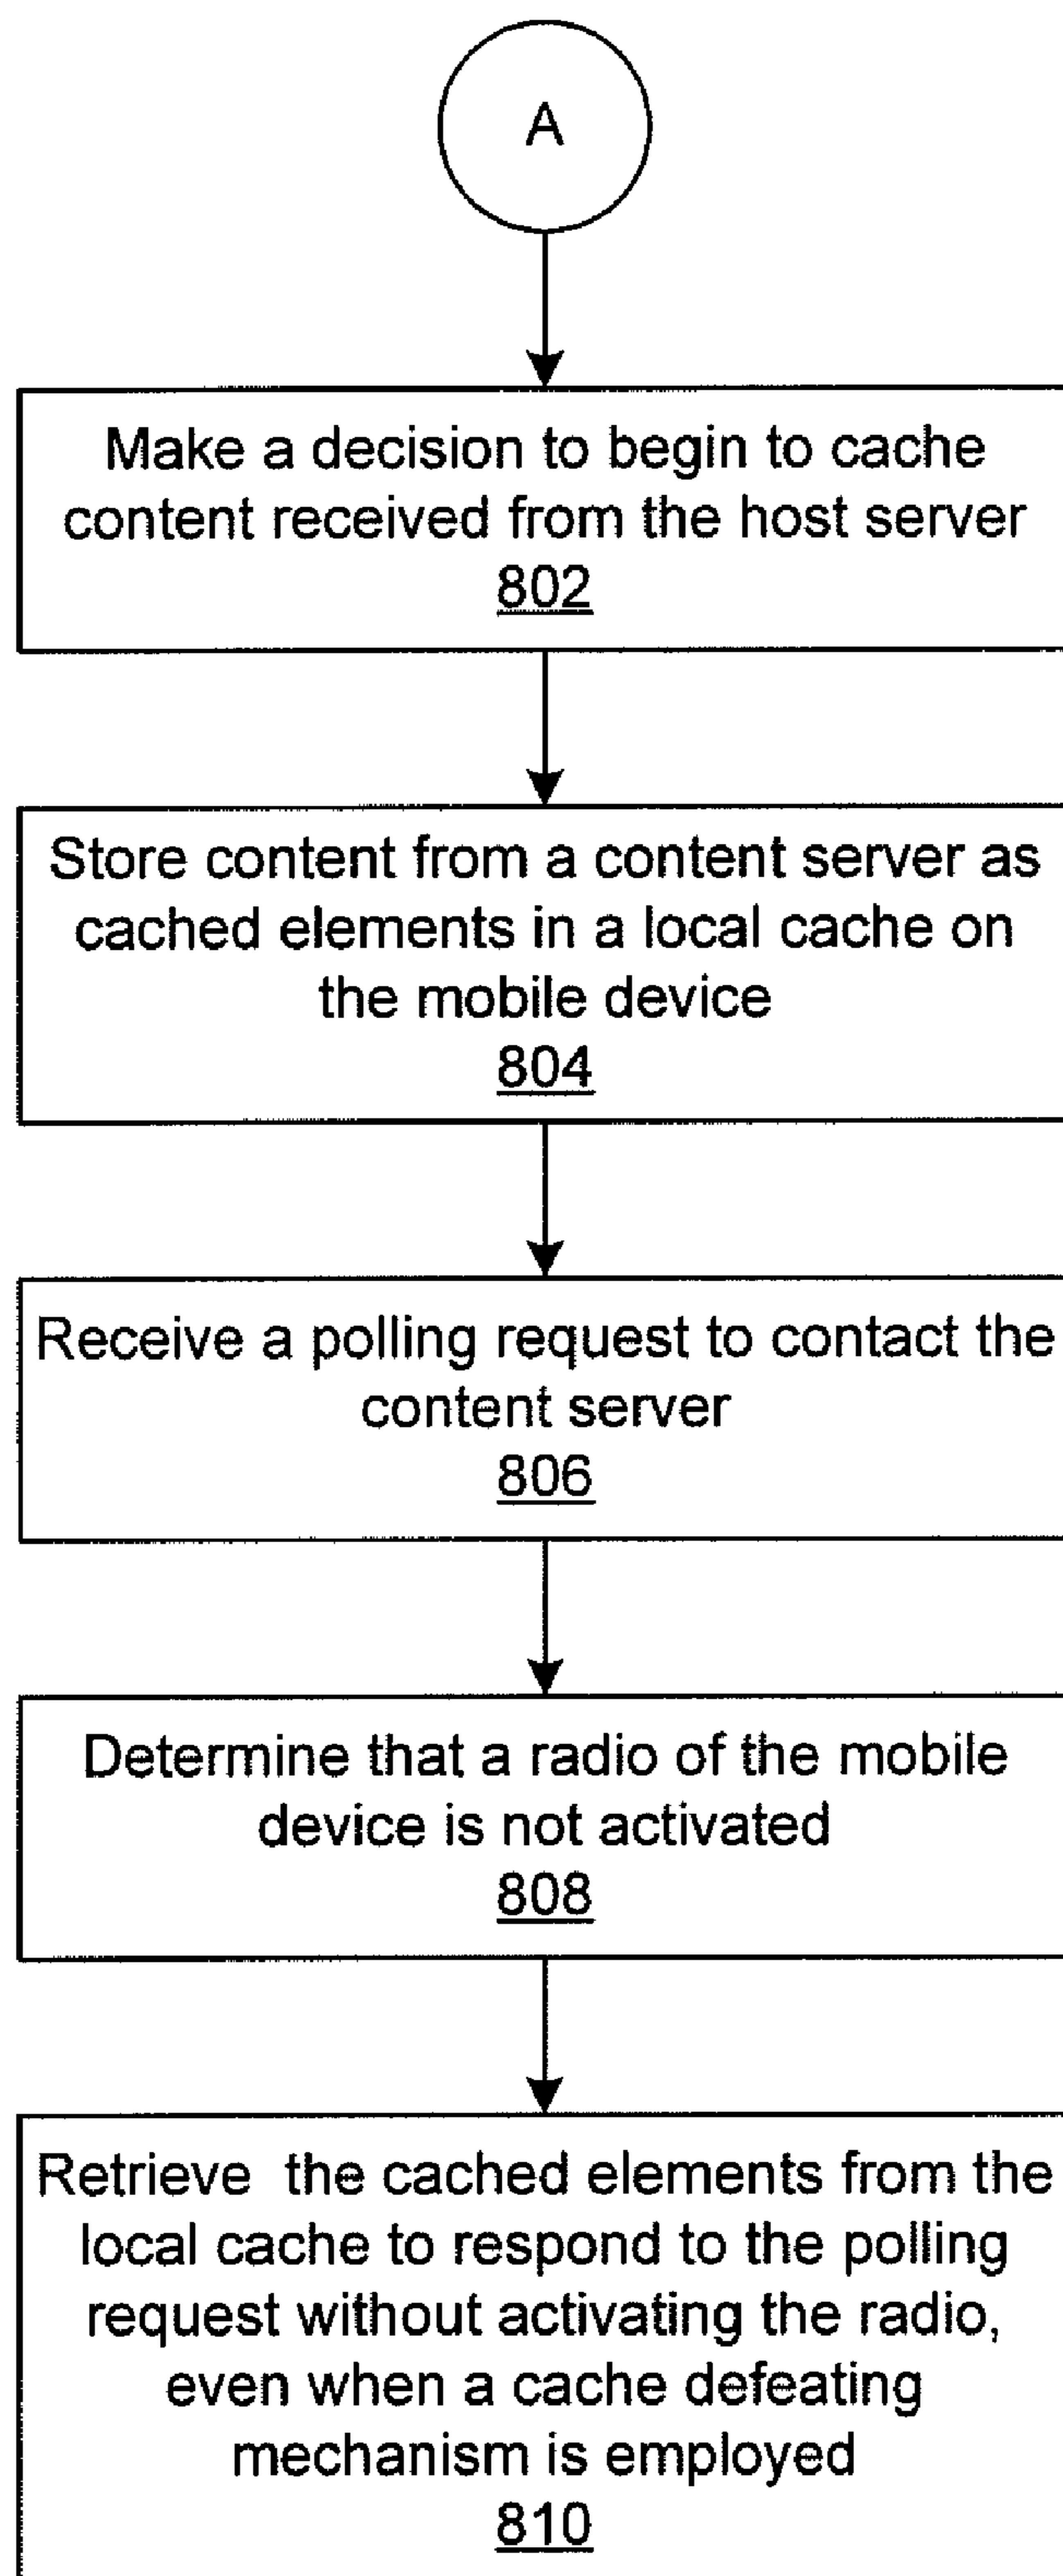 A
Make a decision to begin to cache
content received from the host server
802
Store content from a content server as
cached elements in a local cache on
the mobile device
804
Receive a polling request to contact the
content server
806
Determine that a radio of the mobile
device is not activated
808
Retrieve the cached elements from the
local cache to respond to the polling
request without activating the radio,
even when a cache defeating
mechanism is employed
810